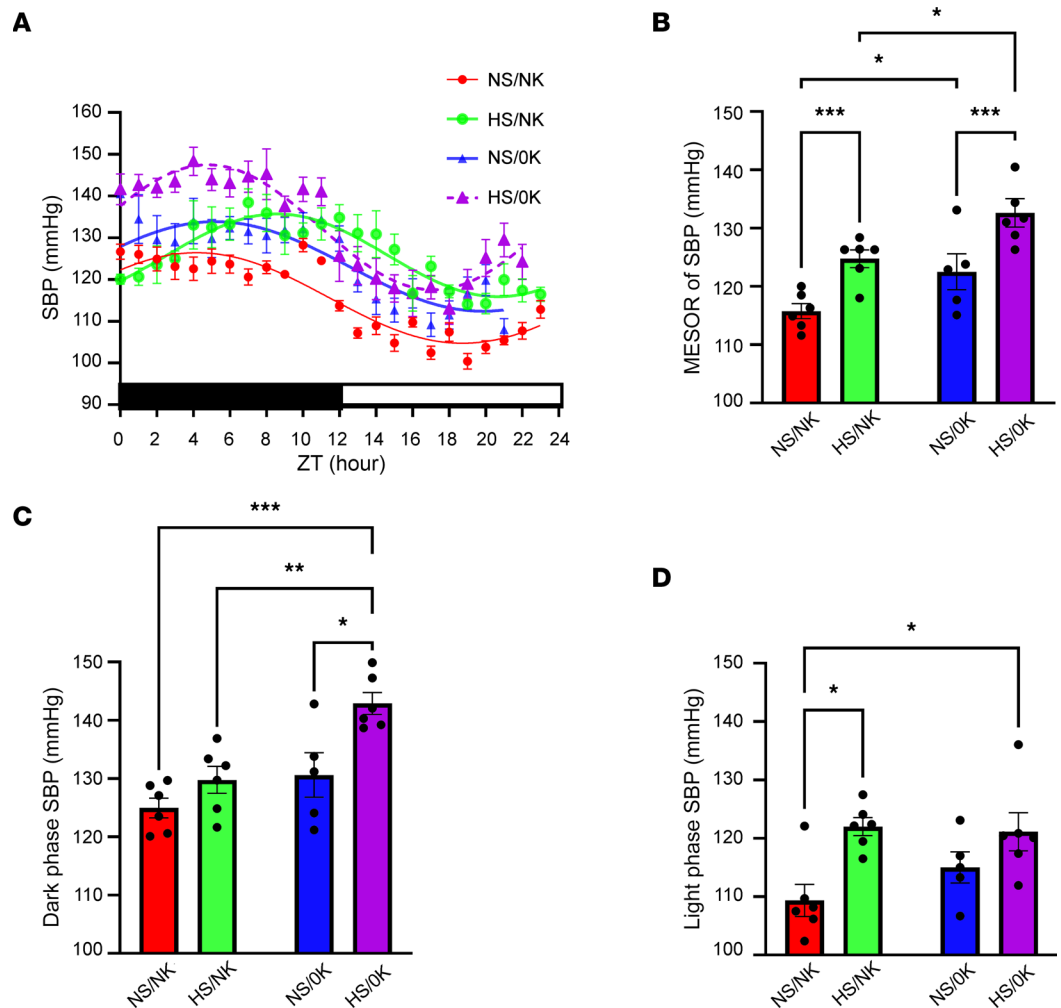 A
NS/NK
HS/NK
NS/0K
HS/0K
SBP (mmHg)
160
150
140
130
120
110
100
90
0 2 4 6 8 10 12 14 16 18 20 22 24
ZT (hour)
B
*
*
*** ***
MESOR of SBP (mmHg)
150
140
130
120
110
100
NS/NK HS/NK NS/0K HS/0K
C
***
**
*
Dark phase SBP (mmHg)
150
140
130
120
110
100
NS/NK HS/NK NS/0K HS/0K
D
*
*
Light phase SBP (mmHg)
150
140
130
120
110
100
NS/NK HS/NK NS/0K HS/0K